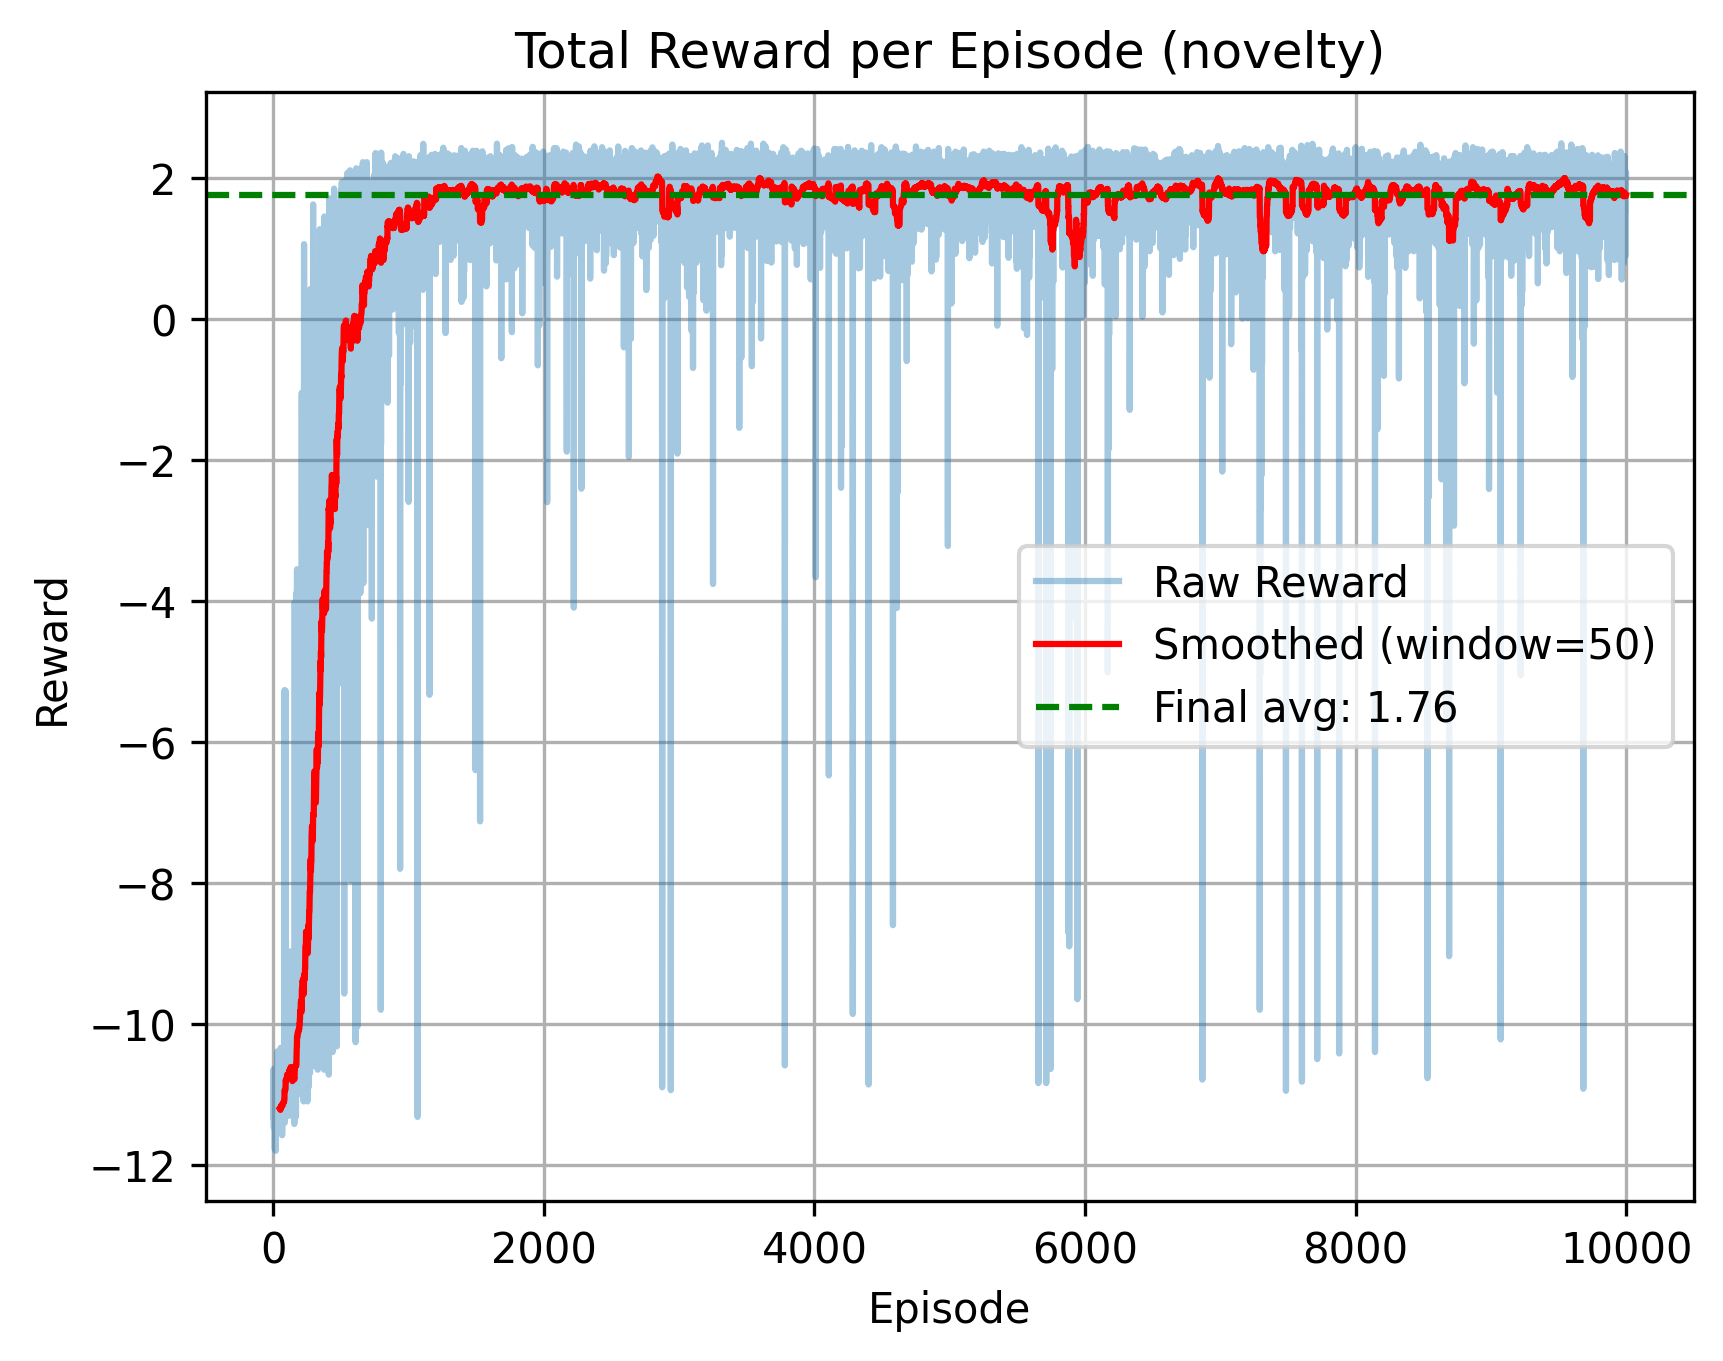 Total Reward per Episode (novelty)
2
0
−2
−4
−6
−8
−10
−12
Reward
Raw Reward
Smoothed (window=50)
Final avg: 1.76
0 2000 4000 6000 8000 10000
Episode